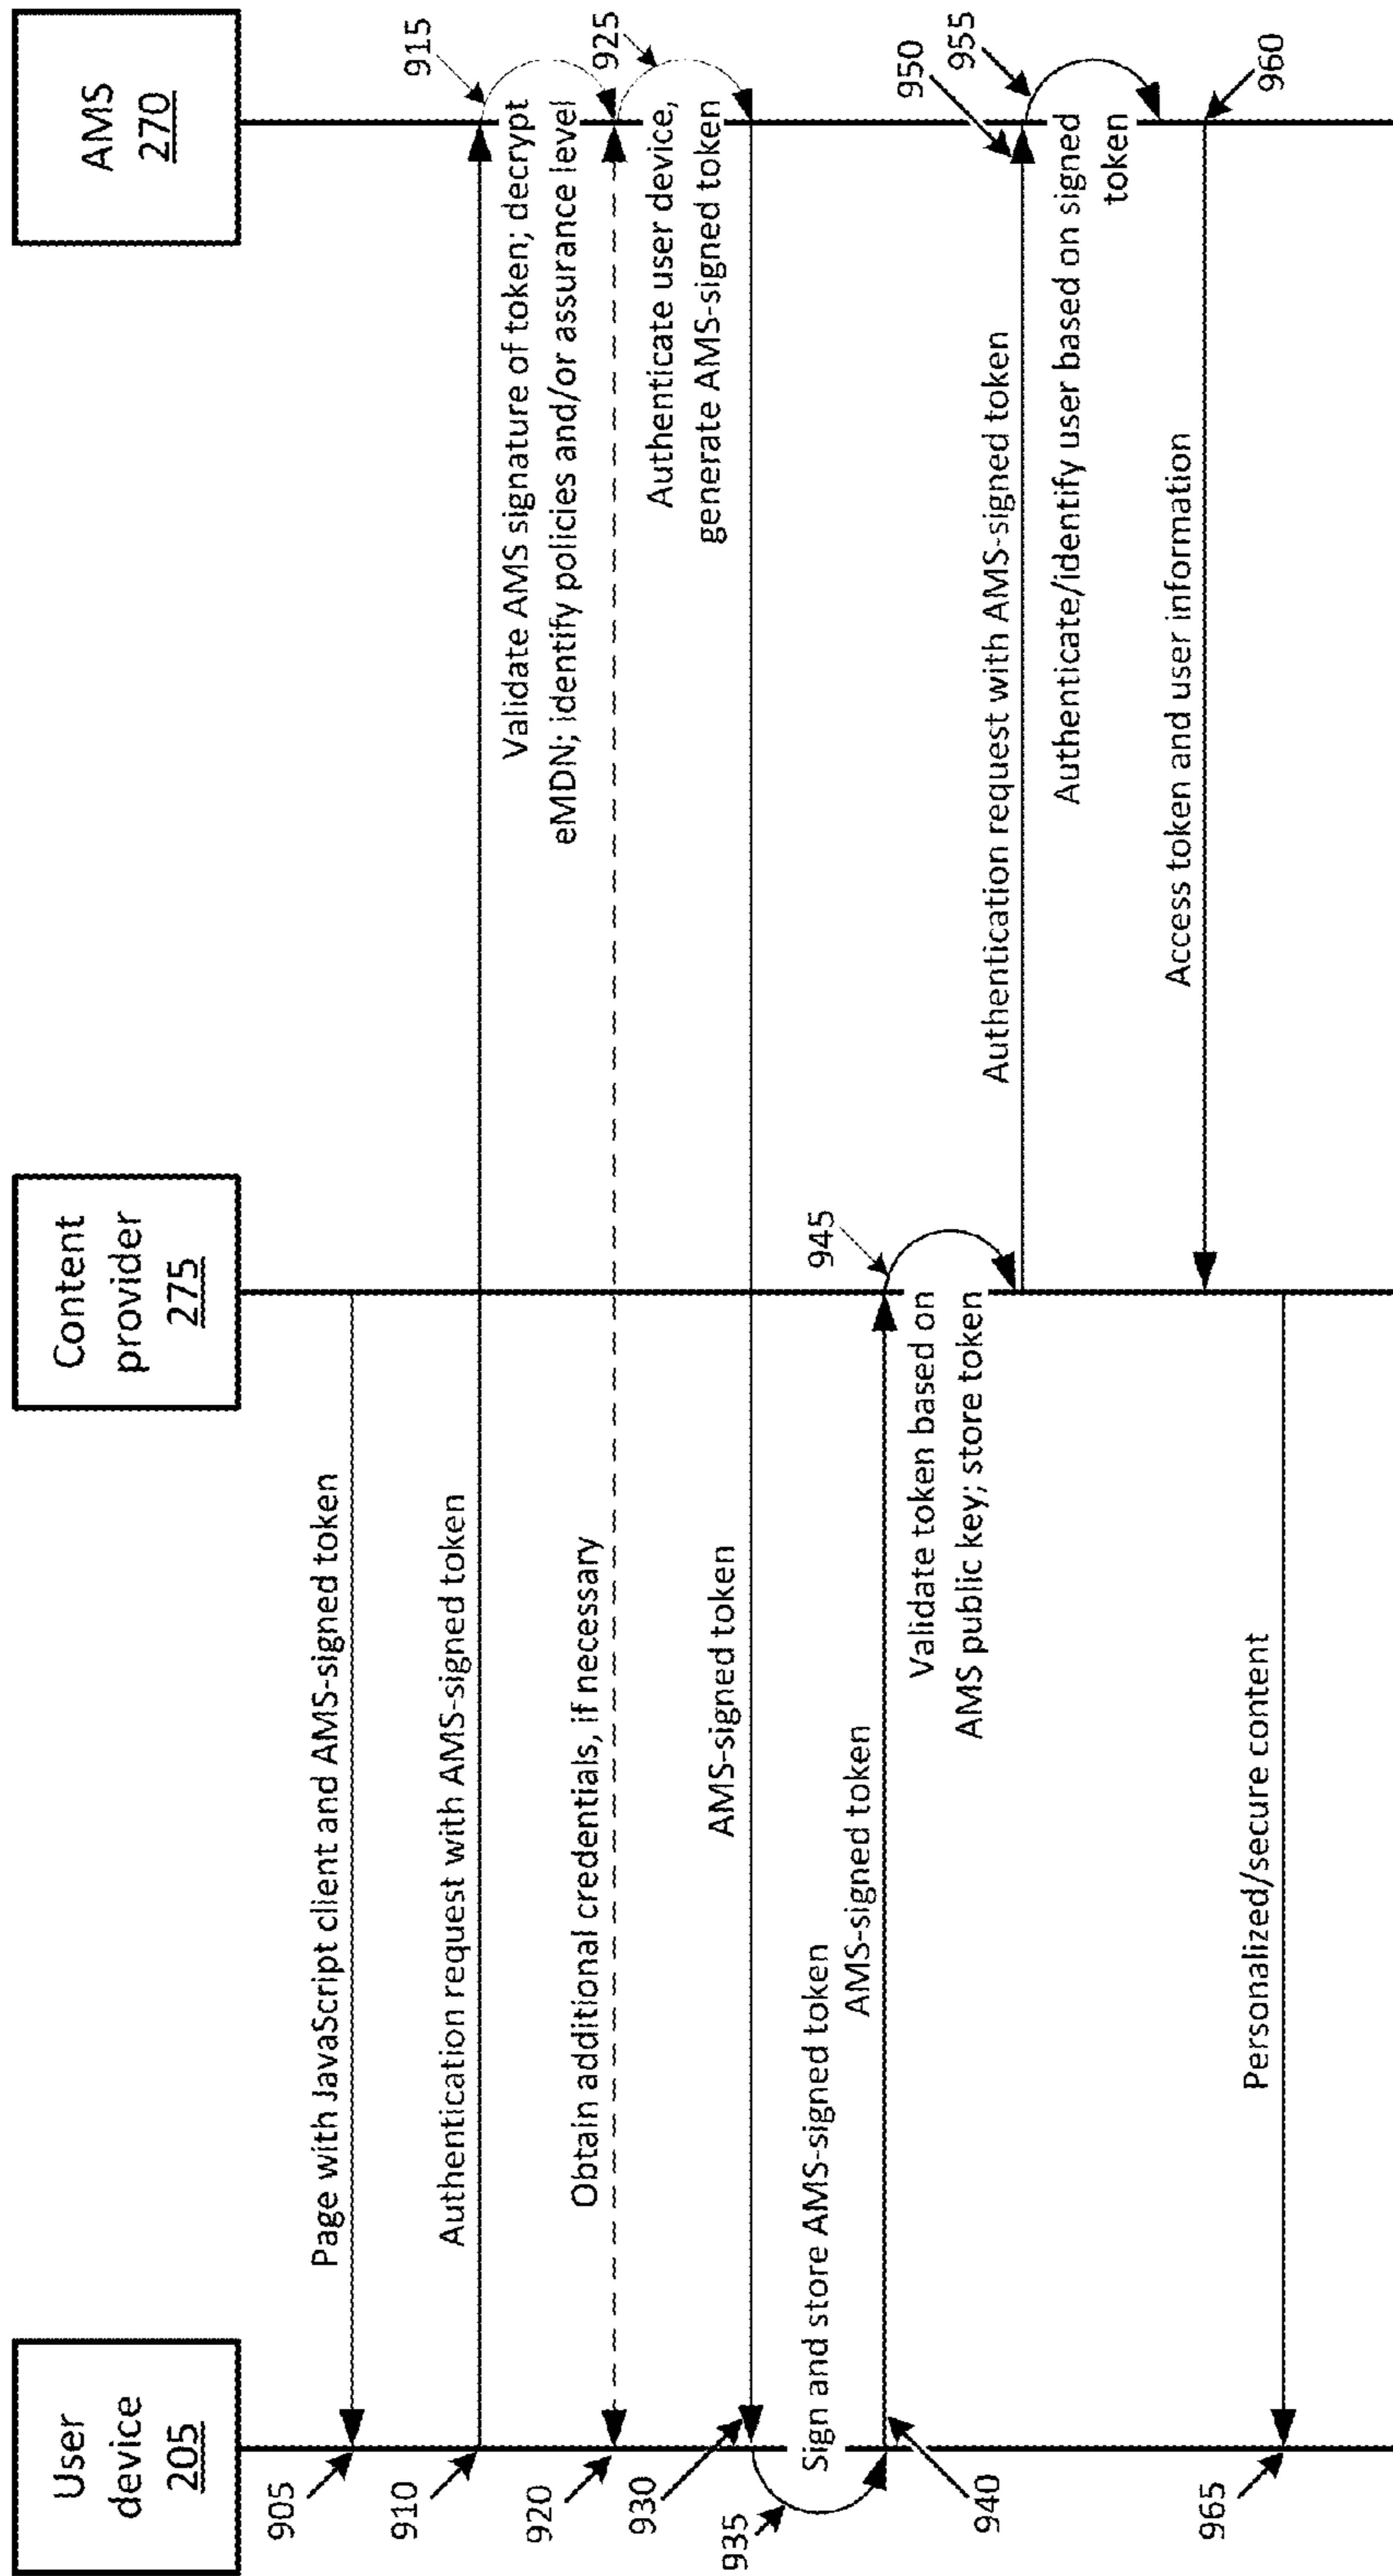 User
device
205
Content
provider
275
AMS
270
905
Page with JavaScript client and AMS-signed token
910
Authentication request with AMS-signed token
915
Validate AMS signature of token; decrypt
eMDN; identify policies and/or assurance level
920
Obtain additional credentials, if necessary
925
Authenticate user device,
generate AMS-signed token
930
AMS-signed token
935
Sign and store AMS-signed token
940
AMS-signed token
945
Validate token based on
AMS public key; store token
950
Authentication request with AMS-signed token
955
Authenticate/identify user based on signed
token
960
Access token and user information
965
Personalized/secure content